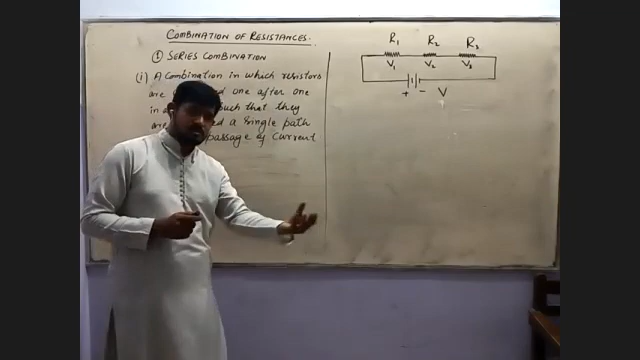 COMBINATION OF RESISTANCES.
① SERIES COMBINATION
(i) A combination in which resistors
are one after one
in a such that they
are a single path
passage of current
R1 R2 R3
V1 V2 V3
+ - V